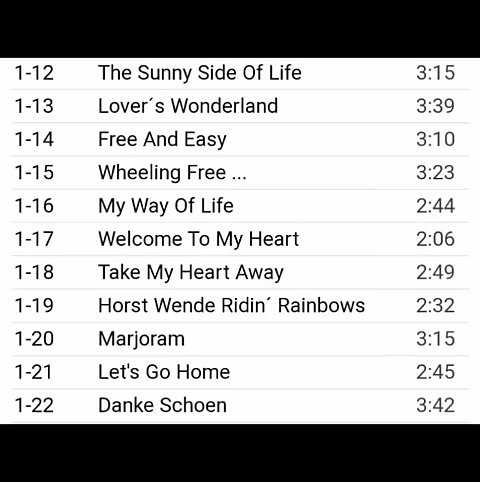 1-12 The Sunny Side Of Life 3:15
1-13 Lover´s Wonderland 3:39
1-14 Free And Easy 3:10
1-15 Wheeling Free ... 3:23
1-16 My Way Of Life 2:44
1-17 Welcome To My Heart 2:06
1-18 Take My Heart Away 2:49
1-19 Horst Wende Ridin´ Rainbows 2:32
1-20 Marjoram 3:15
1-21 Let's Go Home 2:45
1-22 Danke Schoen 3:42